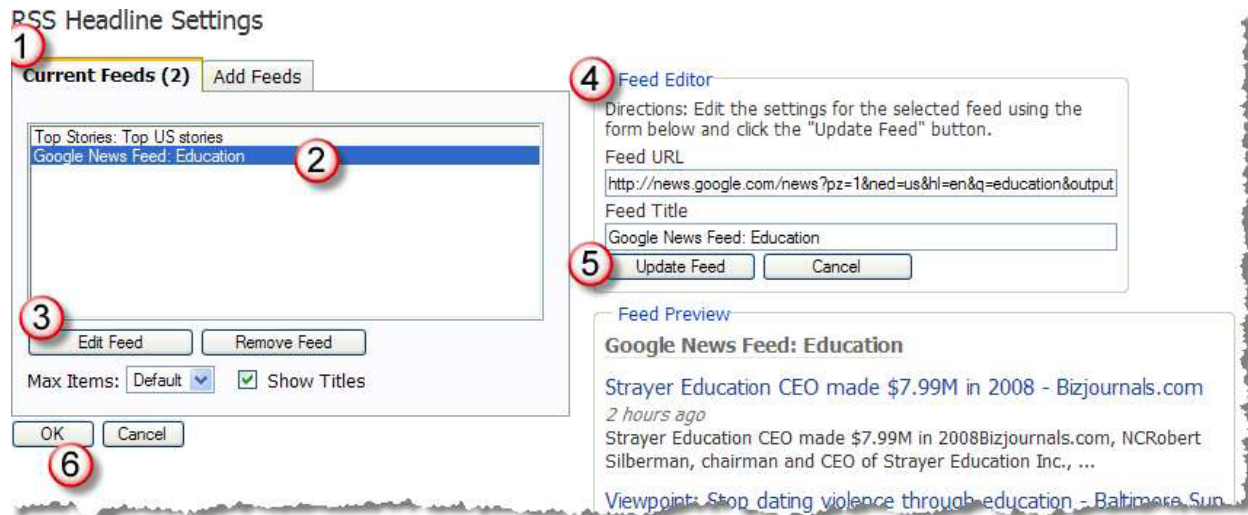 RSS Headline Settings
1
Current Feeds (2)
Add Feeds
Top Stories: Top US stories
Google News Feed: Education
2
3
Edit Feed
Remove Feed
Max Items:
Default
Show Titles
OK
Cancel
6
4
Feed Editor
Directions: Edit the settings for the selected feed using the
form below and click the "Update Feed" button.
Feed URL
http://news.google.com/news?pz=1&ned=us&hl=en&q=education&output
Feed Title
Google News Feed: Education
5
Update Feed
Cancel
Feed Preview
Google News Feed: Education
Strayer Education CEO made $7.99M in 2008 - Bizjournals.com
2 hours ago
Strayer Education CEO made $7.99M in 2008Bizjournals.com, NCRobert
Silberman, chairman and CEO of Strayer Education Inc., ...
Viewpoint: Stop dating violence through education - Baltimore Sun